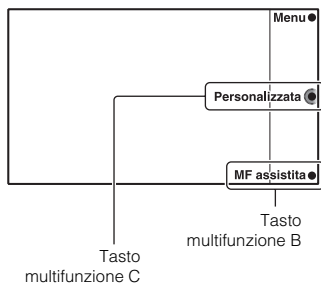 Menu
Personalizzata
MF assistita
Tasto
multifunzione B
Tasto
multifunzione C